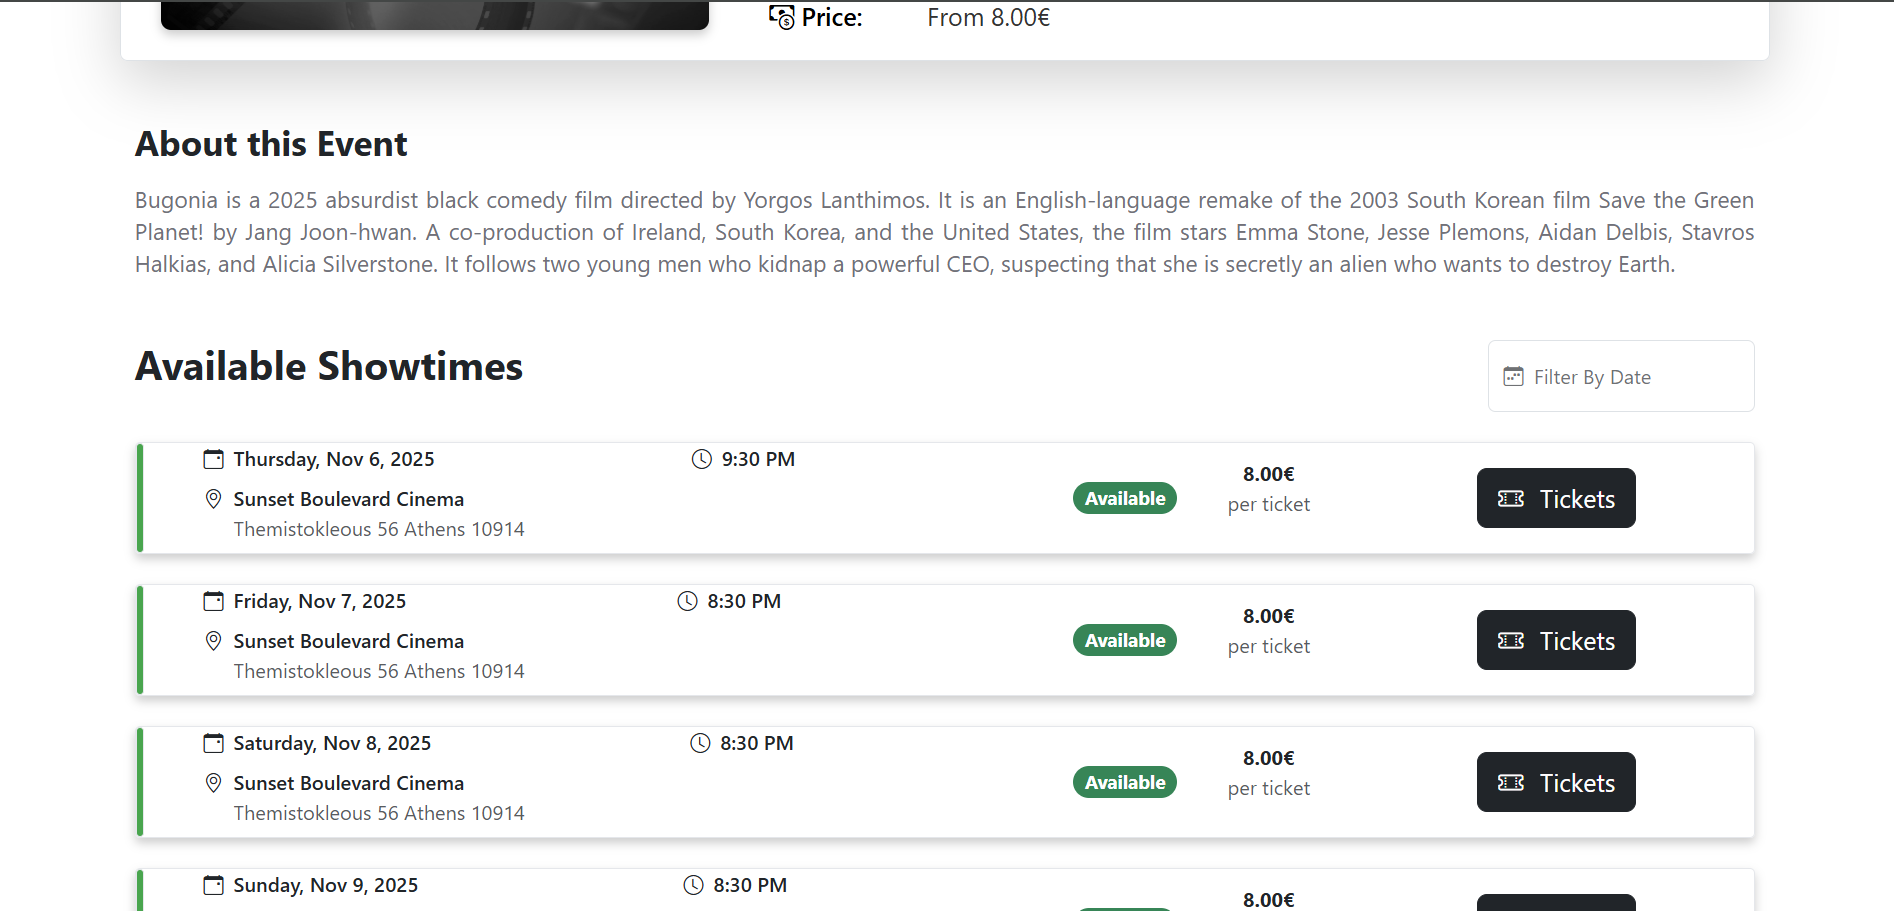 Price: From 8.00€
About this Event
Bugonia is a 2025 absurdist black comedy film directed by Yorgos Lanthimos. It is an English-language remake of the 2003 South Korean film Save the Green
Planet! by Jang Joon-hwan. A co-production of Ireland, South Korea, and the United States, the film stars Emma Stone, Jesse Plemons, Aidan Delbis, Stavros
Halkias, and Alicia Silverstone. It follows two young men who kidnap a powerful CEO, suspecting that she is secretly an alien who wants to destroy Earth.
Available Showtimes
Filter By Date
Thursday, Nov 6, 2025
9:30 PM
Sunset Boulevard Cinema
Themistokleous 56 Athens 10914
Available
8.00€
per ticket
Tickets
Friday, Nov 7, 2025
8:30 PM
Sunset Boulevard Cinema
Themistokleous 56 Athens 10914
Available
8.00€
per ticket
Tickets
Saturday, Nov 8, 2025
8:30 PM
Sunset Boulevard Cinema
Themistokleous 56 Athens 10914
Available
8.00€
per ticket
Tickets
Sunday, Nov 9, 2025
8:30 PM
8.00€